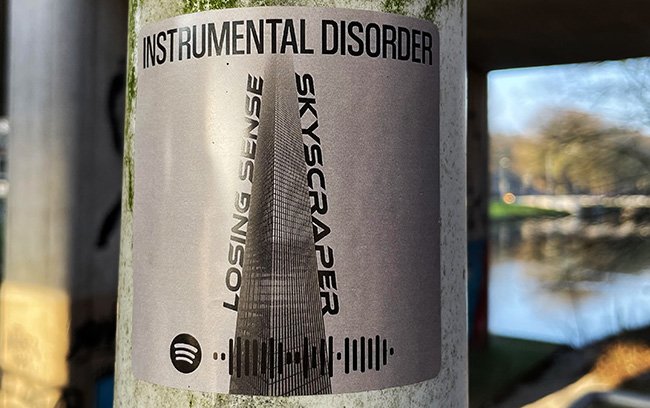 INSTRUMENTAL DISORDER
LOSING SENSE
SKYSCRAPER